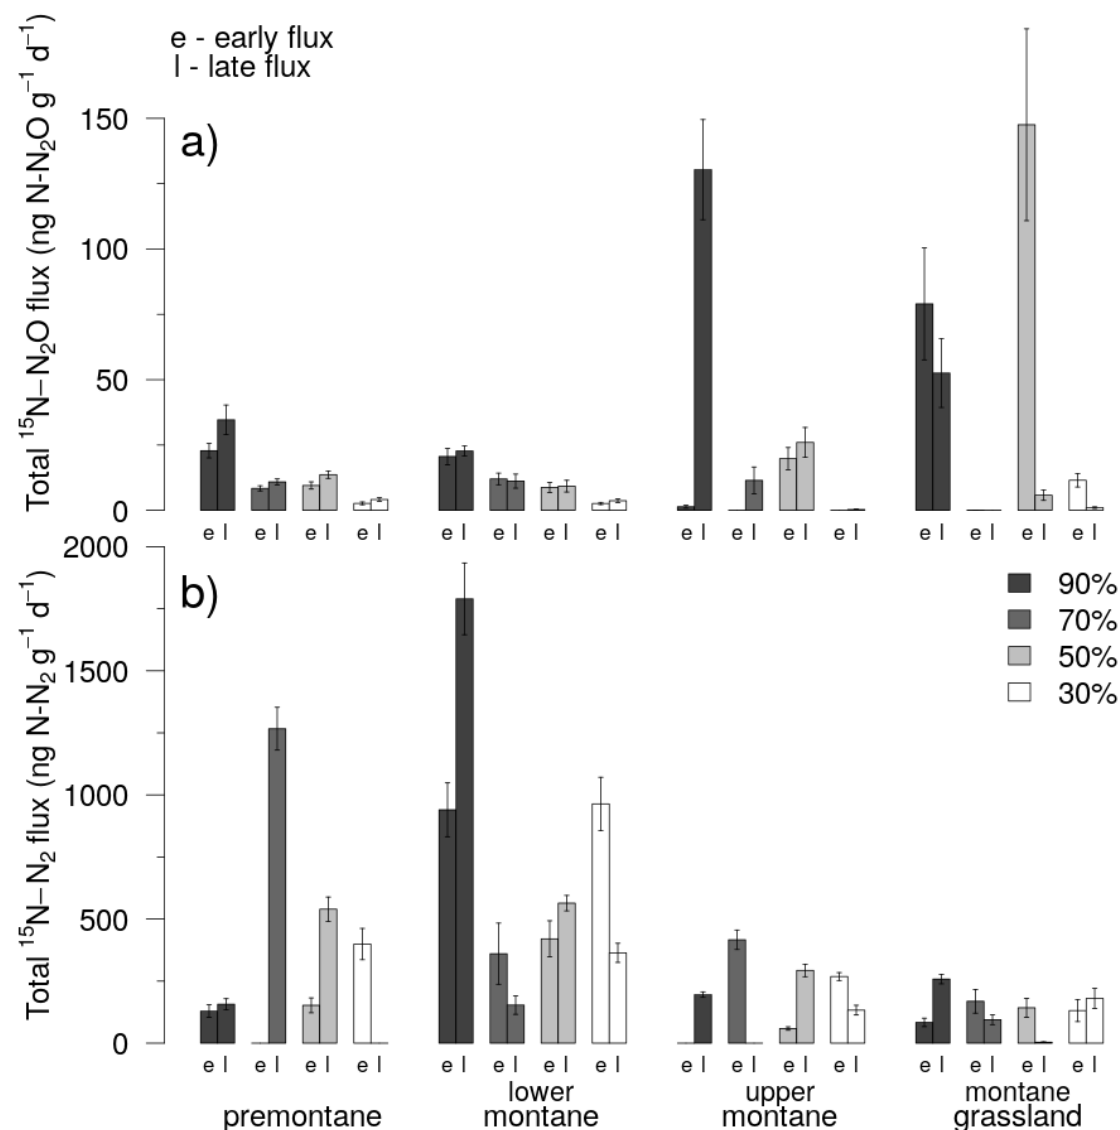 e - early flux
l - late flux
Total ¹⁵N–N₂O flux (ng N-N₂O g⁻¹ d⁻¹)
a)
150
100
50
0
e l e l e l e l e l e l e l e l e l e l e l e l e l e l e l e l
Total ¹⁵N–N₂ flux (ng N-N₂ g⁻¹ d⁻¹)
b)
2000
1500
1000
500
0
90%
70%
50%
30%
e l e l e l e l e l e l e l e l e l e l e l e l e l e l e l e l
premontane
lower
montane
upper
montane
montane
grassland